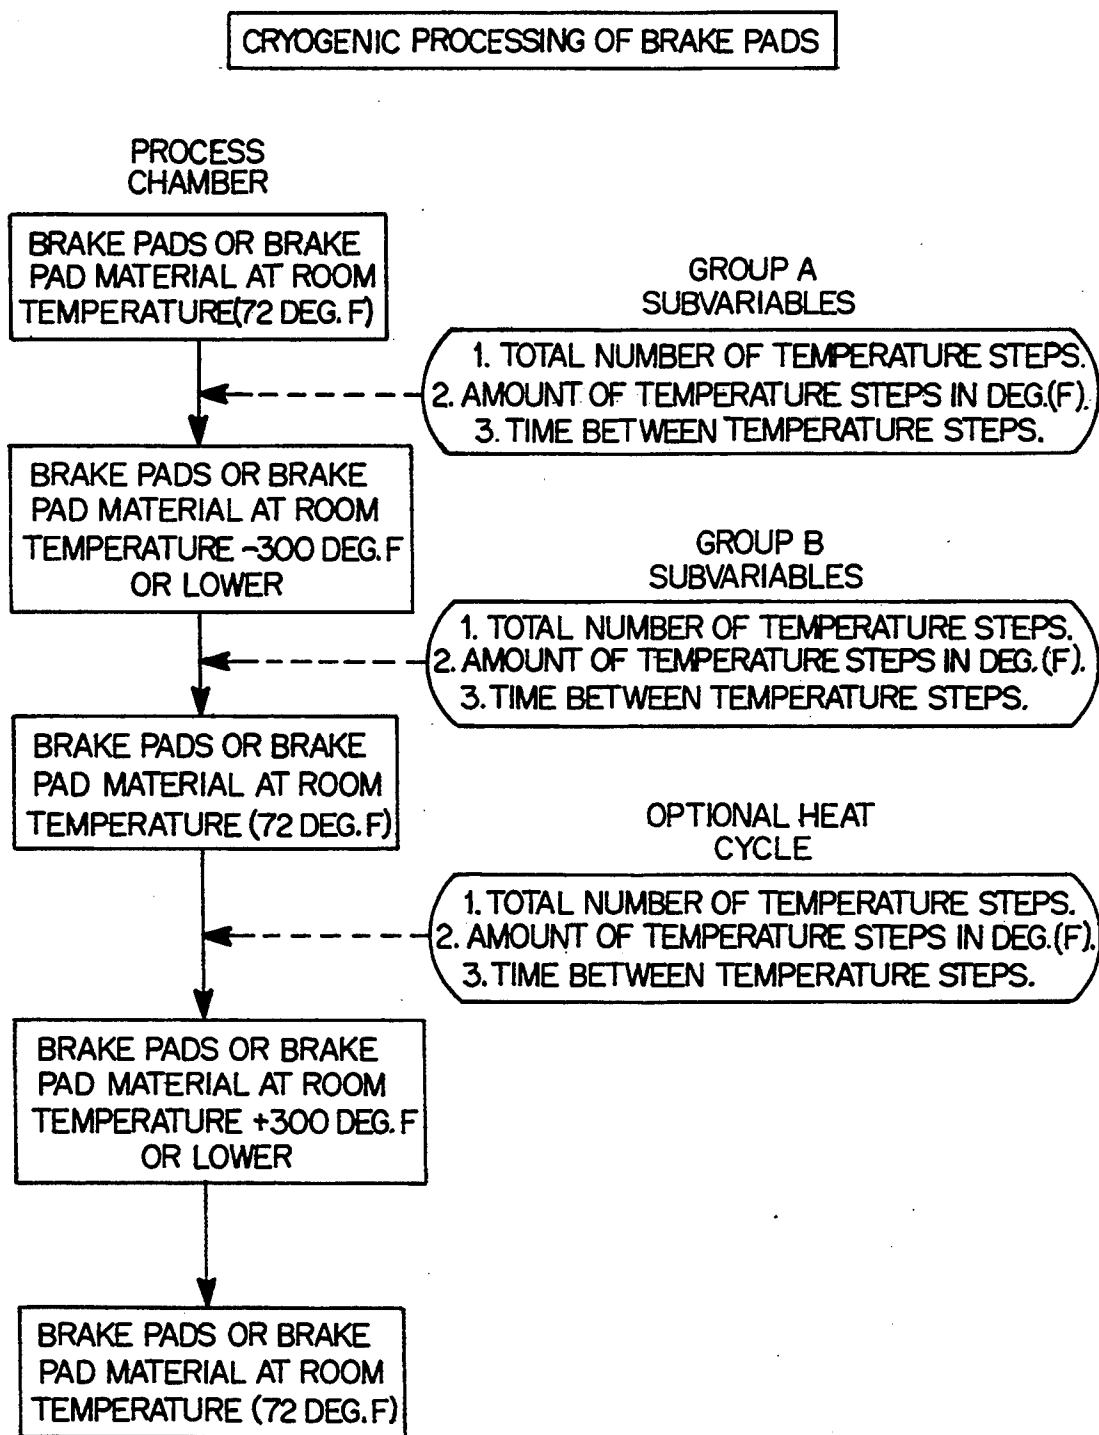 CRYOGENIC PROCESSING OF BRAKE PADS
PROCESS
CHAMBER
BRAKE PADS OR BRAKE
PAD MATERIAL AT ROOM
TEMPERATURE(72 DEG. F)
GROUP A
SUBVARIABLES
1. TOTAL NUMBER OF TEMPERATURE STEPS.
2. AMOUNT OF TEMPERATURE STEPS IN DEG.(F).
3. TIME BETWEEN TEMPERATURE STEPS.
BRAKE PADS OR BRAKE
PAD MATERIAL AT ROOM
TEMPERATURE -300 DEG. F
OR LOWER
GROUP B
SUBVARIABLES
1. TOTAL NUMBER OF TEMPERATURE STEPS.
2. AMOUNT OF TEMPERATURE STEPS IN DEG.(F).
3. TIME BETWEEN TEMPERATURE STEPS.
BRAKE PADS OR BRAKE
PAD MATERIAL AT ROOM
TEMPERATURE (72 DEG. F)
OPTIONAL HEAT
CYCLE
1. TOTAL NUMBER OF TEMPERATURE STEPS.
2. AMOUNT OF TEMPERATURE STEPS IN DEG.(F).
3. TIME BETWEEN TEMPERATURE STEPS.
BRAKE PADS OR BRAKE
PAD MATERIAL AT ROOM
TEMPERATURE +300 DEG. F
OR LOWER
BRAKE PADS OR BRAKE
PAD MATERIAL AT ROOM
TEMPERATURE (72 DEG. F)